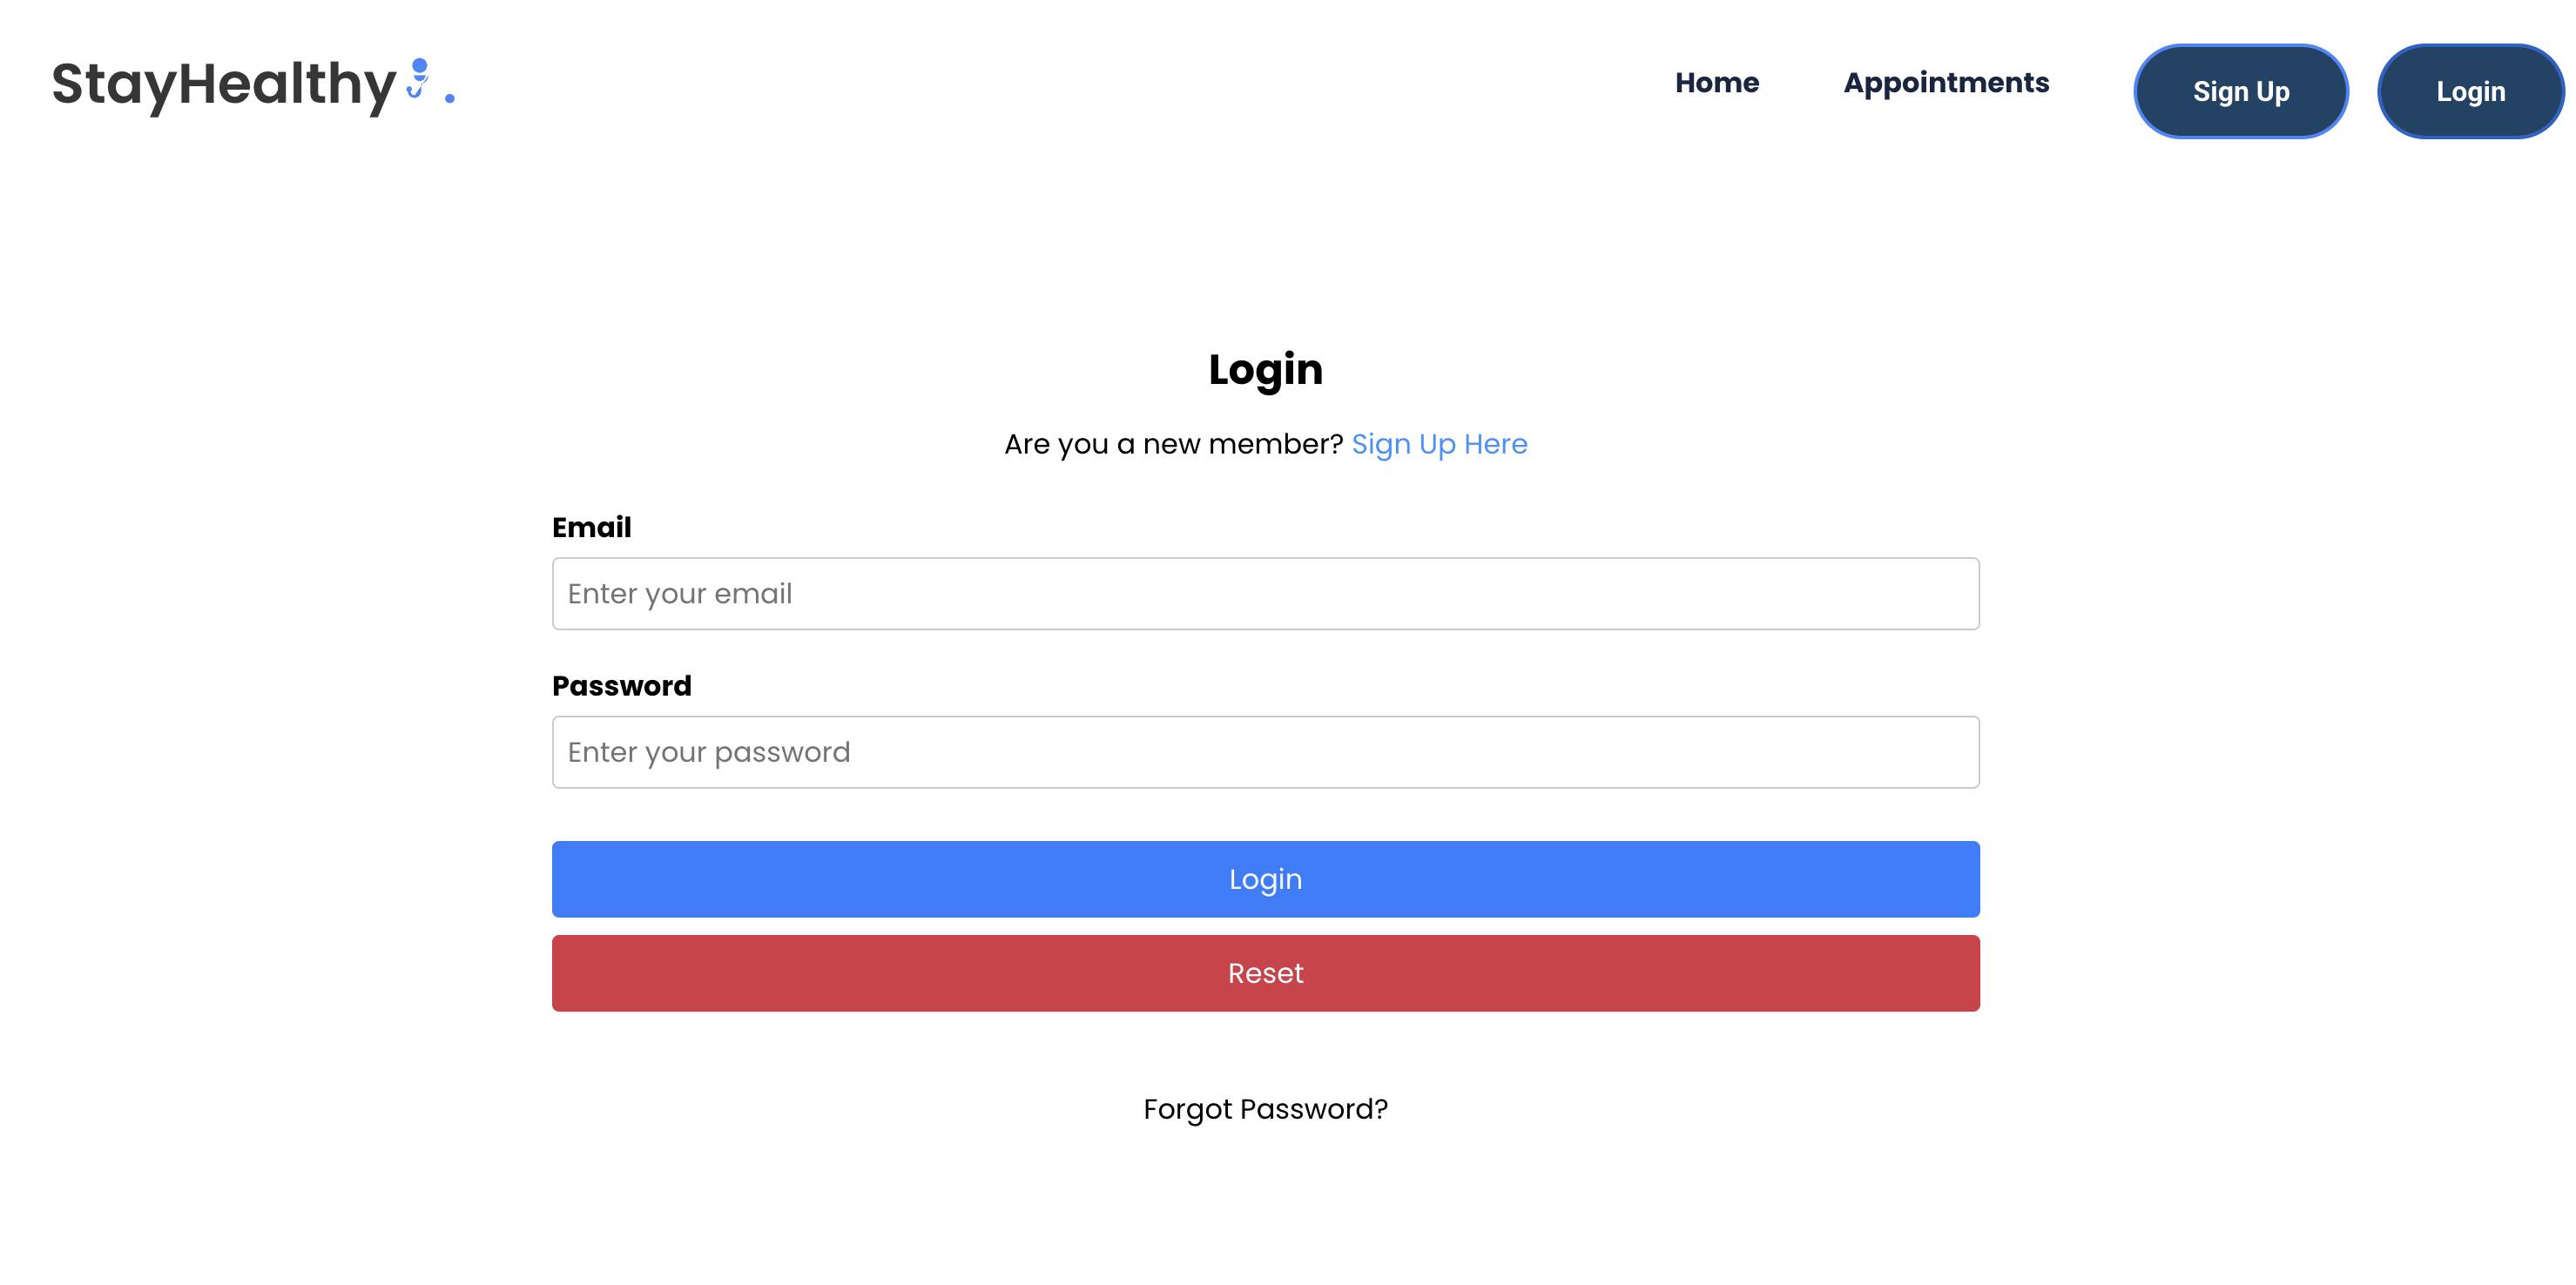 StayHealthy .
Home Appointments Sign Up Login
Login
Are you a new member? Sign Up Here
Email
Enter your email
Password
Enter your password
Login
Reset
Forgot Password?